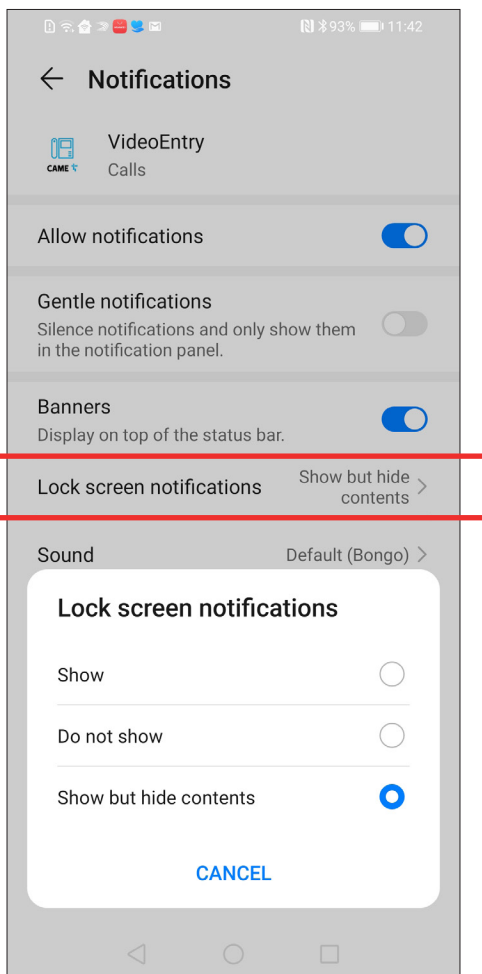 93% 11:42
Notifications
VideoEntry
CAME
Calls
Allow notifications
Gentle notifications
Silence notifications and only show them
in the notification panel.
Banners
Display on top of the status bar.
Lock screen notifications
Show but hide
contents
Sound
Default (Bongo)
Lock screen notifications
Show
Do not show
Show but hide contents
CANCEL